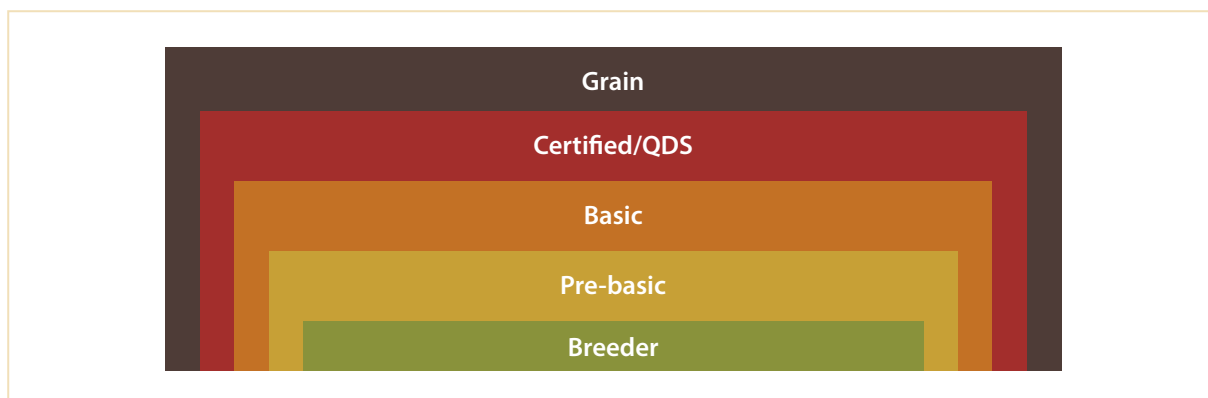 Grain
Certified/QDS
Basic
Pre-basic
Breeder